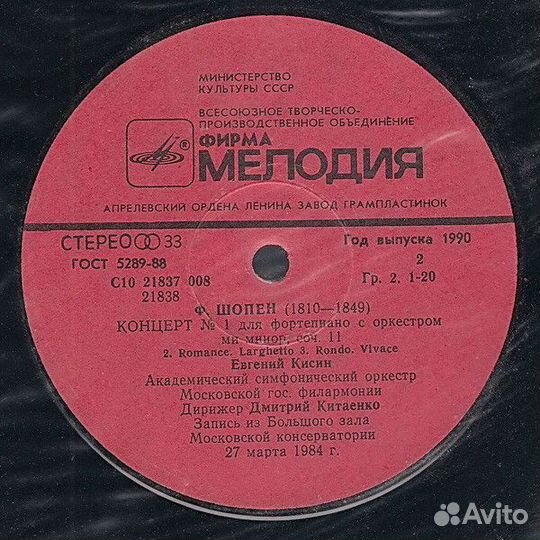 МИНИСТЕРСТВО
КУЛЬТУРЫ СССР
ВСЕСОЮЗНОЕ ТВОРЧЕСКО-
ПРОИЗВОДСТВЕННОЕ ОБЪЕДИНЕНИЕ
®
ФИРМА
МЕЛОДИЯ
АПРЕЛЕВСКИЙ ОРДЕНА ЛЕНИНА ЗАВОД ГРАМПЛАСТИНОК
СТЕРЕО 33
Год выпуска 1990
ГОСТ 5289-88
2
С10 21837 008
Гр. 2. 1-20
21838
Ф. ШОПЕН (1810—1849)
КОНЦЕРТ № 1 для фортепиано с оркестром
ми минор, соч. 11
2. Romance. Larghetto 3. Rondo. Vivace
Евгений Кисин
Академический симфонический оркестр
Московской гос. филармонии
Дирижер Дмитрий Китаенко
Запись из Большого зала
Московской консерватории
27 марта 1984 г.
Avito